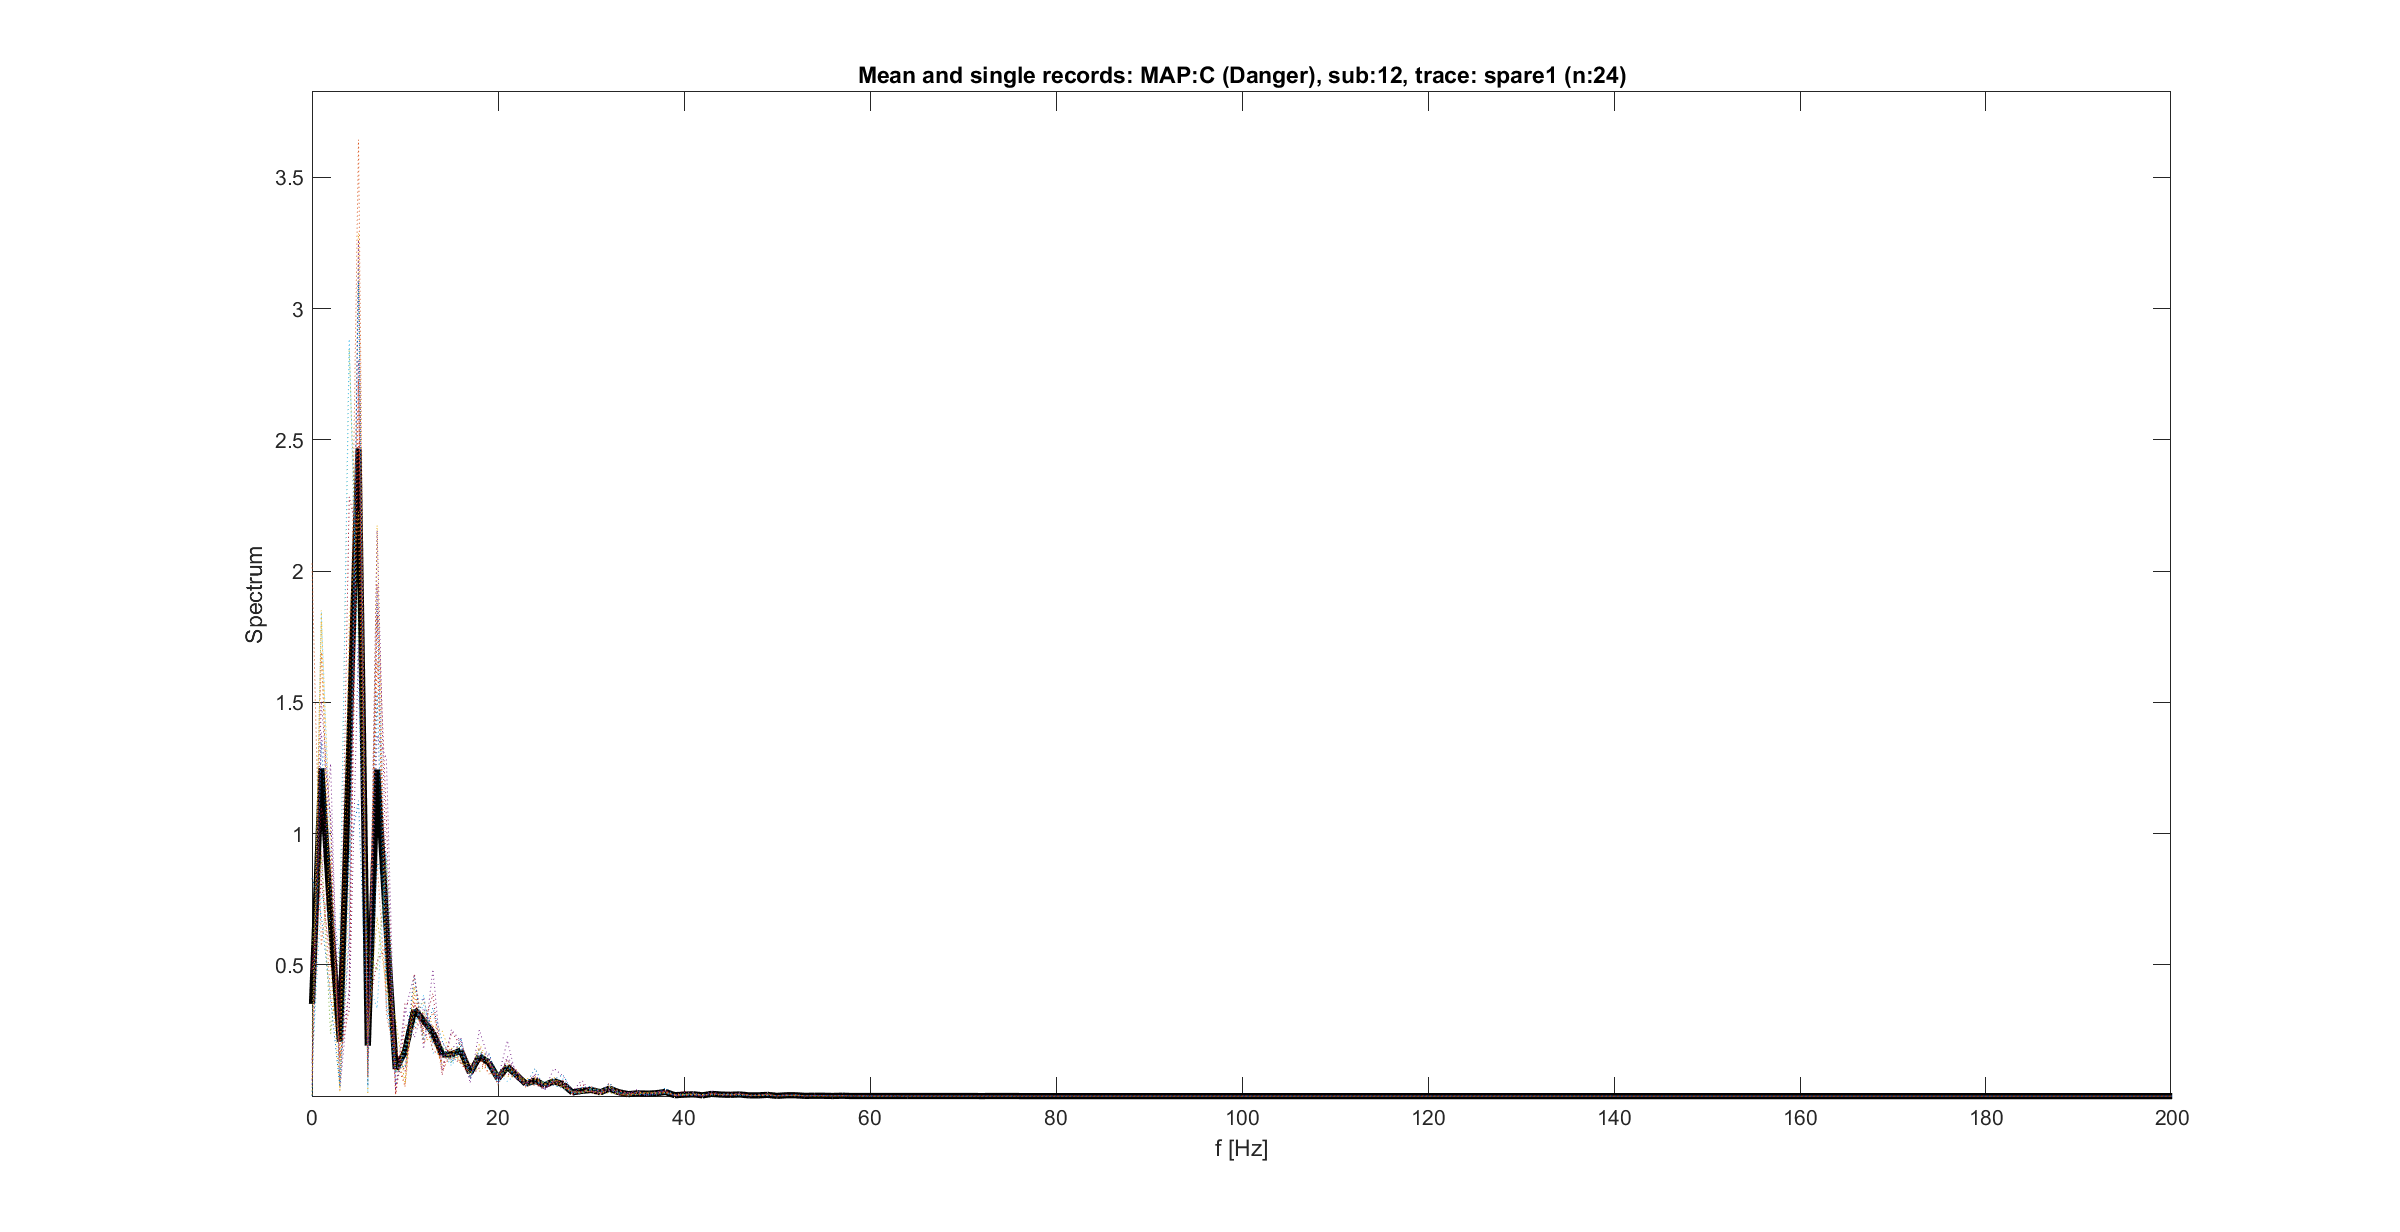 Mean and single records: MAP:C (Danger), sub:12, trace: spare1 (n:24)
3.5
3
2.5
2
1.5
1
0.5
Spectrum
0 20 40 60 80 100 120 140 160 180 200
f [Hz]